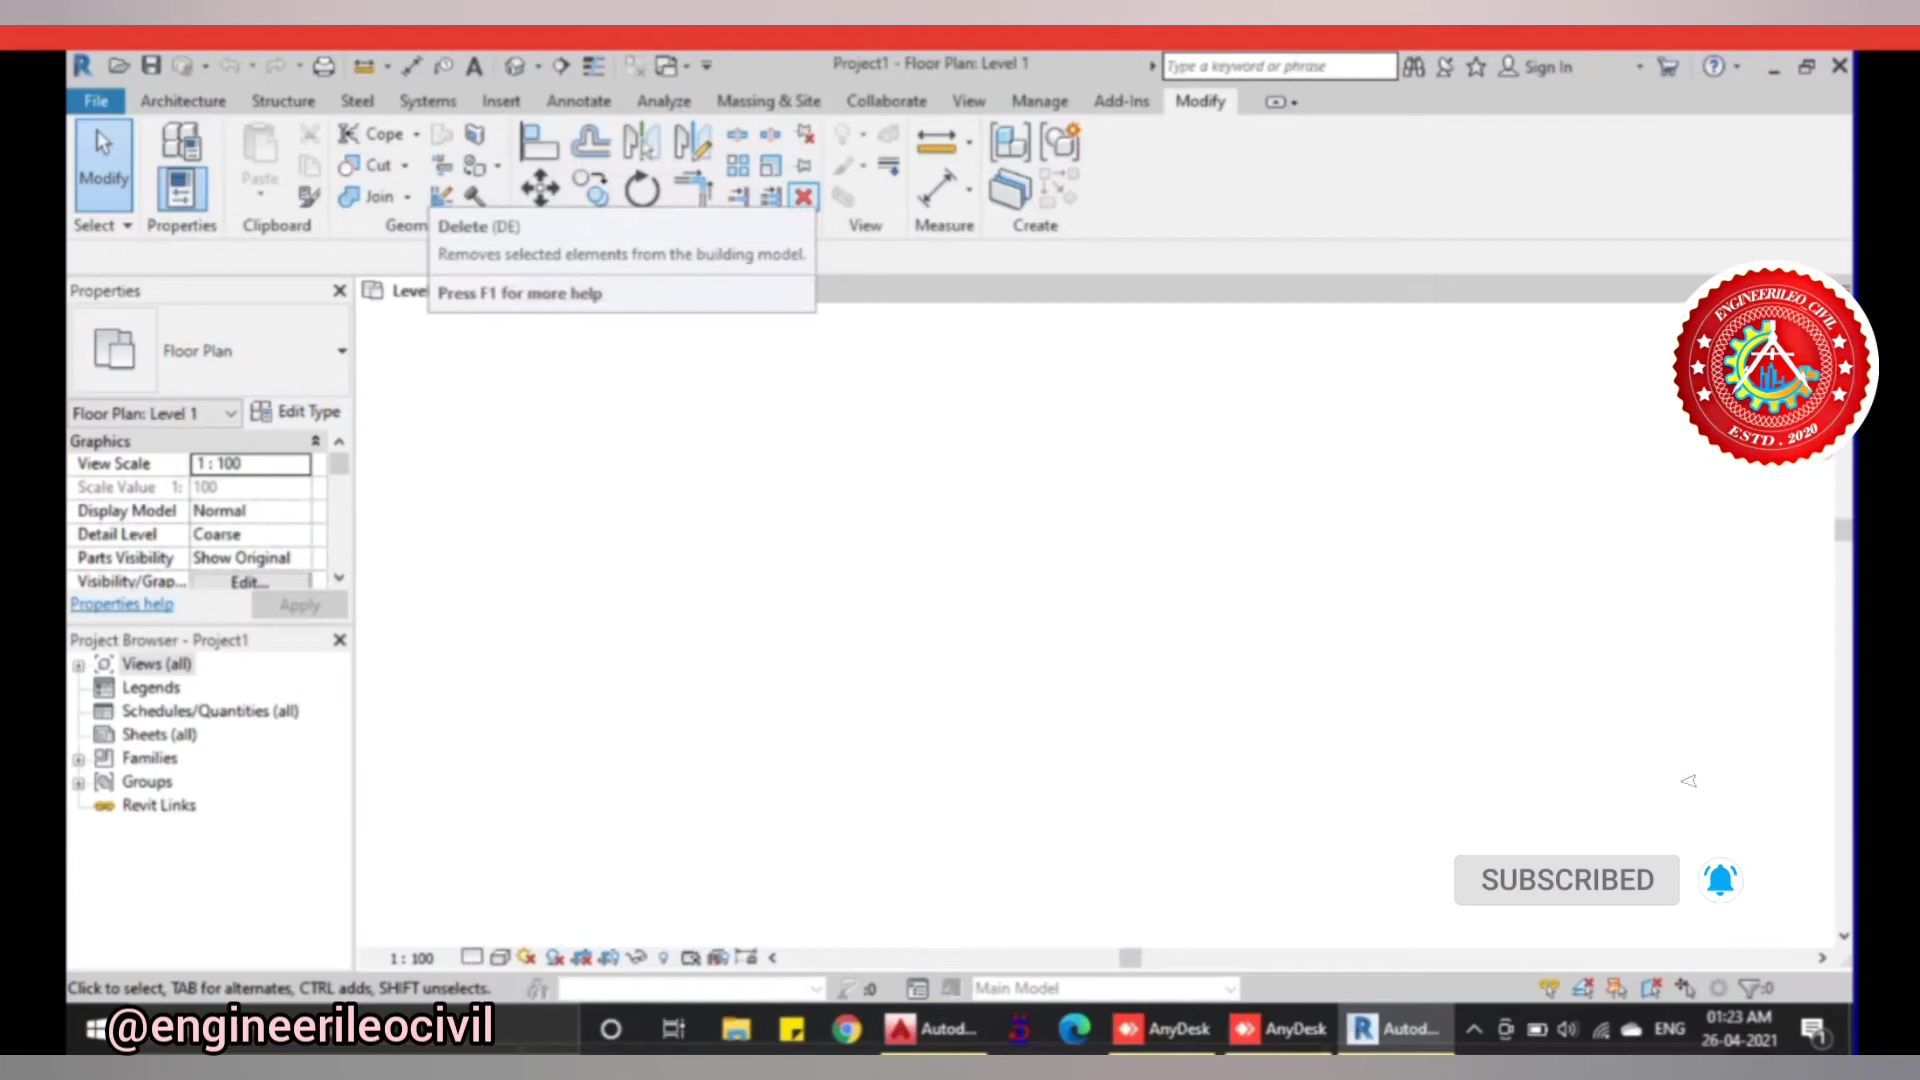 Project1 - Floor Plan: Level 1
Type a keyword or phrase
Sign In
File Architecture Structure Steel Systems Insert Annotate Analyze Massing & Site Collaborate View Manage Add-Ins Modify
Modify
Paste
Cope
Cut
Join
Select Properties Clipboard Geom View Measure Create
Delete (DE)
Removes selected elements from the building model.
Press F1 for more help
Properties
Level
Floor Plan
Floor Plan: Level 1 Edit Type
Graphics
View Scale 1 : 100
Scale Value 1: 100
Display Model Normal
Detail Level Coarse
Parts Visibility Show Original
Visibility/Grap... Edit...
Properties help Apply
Project Browser - Project1
Views (all)
Legends
Schedules/Quantities (all)
Sheets (all)
Families
Groups
Revit Links
ENGINEERILEO CIVIL
ESTD . 2020
SUBSCRIBED
1 : 100
Click to select, TAB for alternates, CTRL adds, SHIFT unselects.
:0
Main Model
:0
@engineerileocivil
Autod...
AnyDesk
AnyDesk
Autod...
ENG
01:23 AM
26-04-2021
1